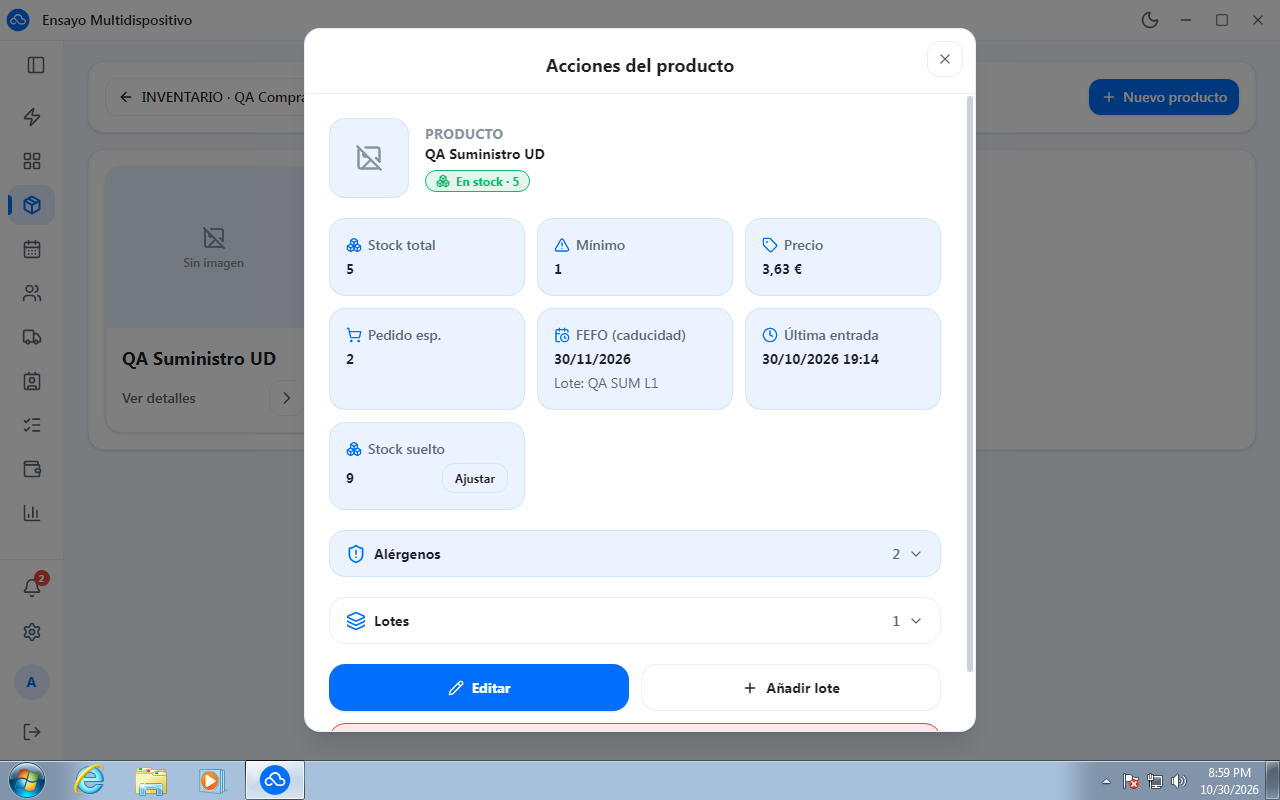 Ensayo Multidispositivo
INVENTARIO · QA Compra
Nuevo producto
Sin imagen
QA Suministro UD
Ver detalles
2
A
Acciones del producto
PRODUCTO
QA Suministro UD
En stock · 5
Stock total
5
Mínimo
1
Precio
3,63 €
Pedido esp.
2
FEFO (caducidad)
30/11/2026
Lote: QA SUM L1
Última entrada
30/10/2026 19:14
Stock suelto
9
Ajustar
Alérgenos
2
Lotes
1
Editar
Añadir lote
8:59 PM
10/30/2026